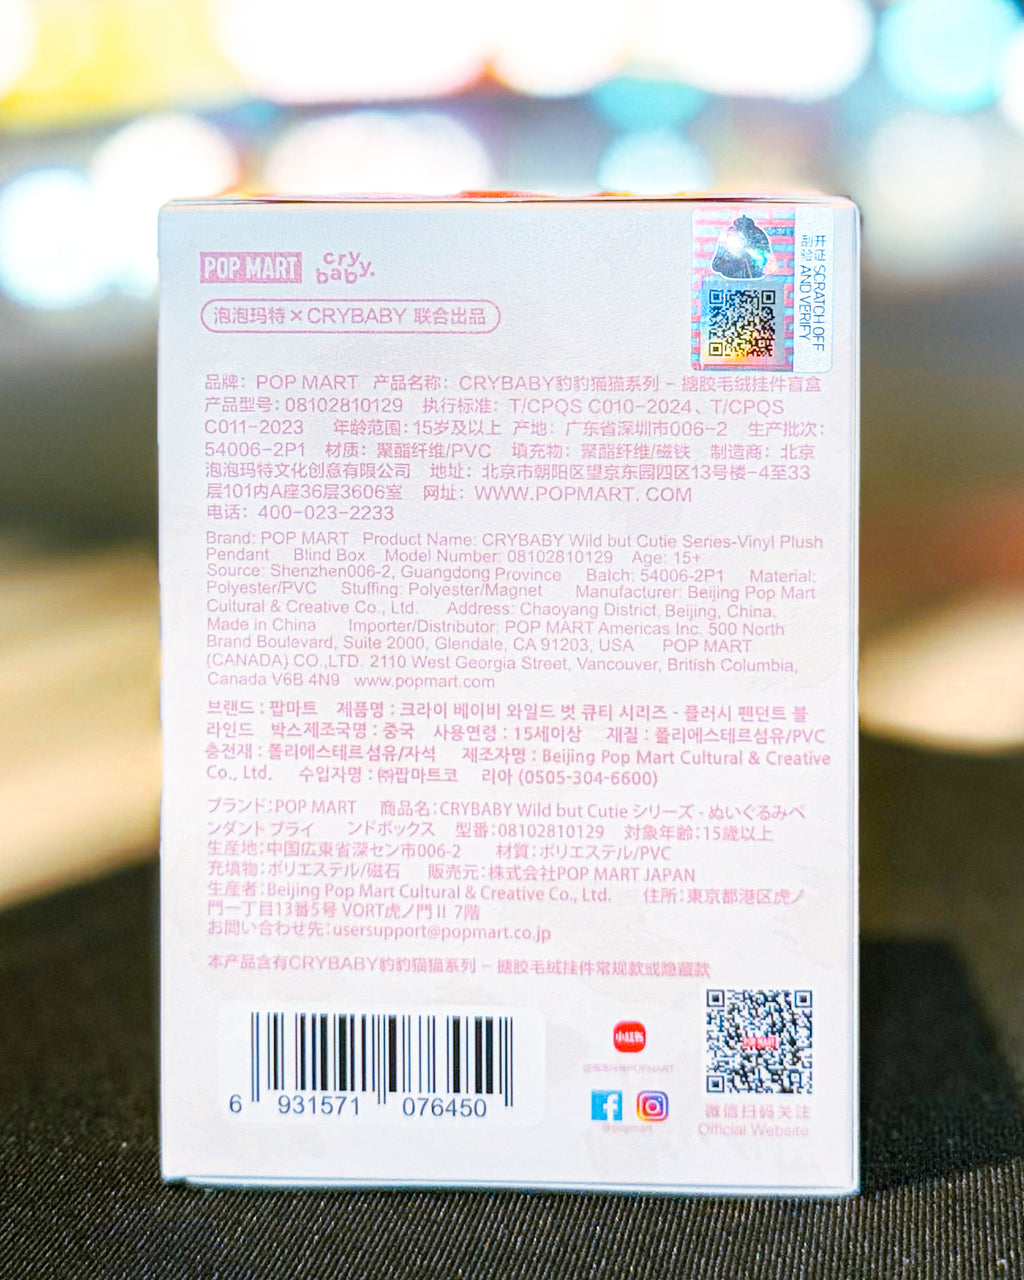 POP MART cry baby.
泡泡玛特×CRYBABY 联合出品
开涂刮验
SCRATCH OFF
AND VERIFY
品牌：POP MART 产品名称：CRYBABY豹豹猫猫系列 – 搪胶毛绒挂件盲盒
产品型号：08102810129 执行标准：T/CPQS C010-2024、T/CPQS
C011-2023 年龄范围：15岁及以上 产地：广东省深圳市006-2 生产批次：
54006-2P1 材质：聚酯纤维/PVC 填充物：聚酯纤维/磁铁 制造商：北京
泡泡玛特文化创意有限公司 地址：北京市朝阳区望京东园四区13号楼-4至33
层101内A座36层3606室 网址：WWW.POPMART.COM
电话：400-023-2233
Brand: POP MART Product Name: CRYBABY Wild but Cutie Series-Vinyl Plush
Pendant Blind Box Model Number: 08102810129 Age: 15+
Source: Shenzhen006-2, Guangdong Province Batch: 54006-2P1 Material:
Polyester/PVC Stuffing: Polyester/Magnet Manufacturer: Beijing Pop Mart
Cultural & Creative Co., Ltd. Address: Chaoyang District, Beijing, China.
Made in China Importer/Distributor: POP MART Americas Inc. 500 North
Brand Boulevard, Suite 2000, Glendale, CA 91203, USA POP MART
(CANADA) CO.,LTD. 2110 West Georgia Street, Vancouver, British Columbia,
Canada V6B 4N9 www.popmart.com
브랜드 : 팝마트 제품명 : 크라이 베이비 와일드 벗 큐티 시리즈 - 플러시 팬던트 블
라인드 박스제조국명 : 중국 사용연령 : 15세이상 재질 : 폴리에스테르섬유/PVC
충전재 : 폴리에스테르섬유/자석 제조자명 : Beijing Pop Mart Cultural & Creative
Co., Ltd. 수입자명 : ㈜팝마트코 리아 (0505-304-6600)
ブランド：POP MART 商品名：CRYBABY Wild but Cutie シリーズ - ぬいぐるみペ
ンダント ブライ ンドボックス 型番：08102810129 対象年齢：15歳以上
生産地：中国広東省深セン市006-2 材質：ポリエステル/PVC
充填物：ポリエステル/磁石 販売元：株式会社POP MART JAPAN
生産者：Beijing Pop Mart Cultural & Creative Co., Ltd. 住所：東京都港区虎ノ
門一丁目13番5号 VORT虎ノ門Ⅱ 7階
お問い合わせ先：usersupport@popmart.co.jp
本产品含有CRYBABY豹豹猫猫系列 – 搪胶毛绒挂件常规款或隐藏款
6 931571 076450
小红书
@泡泡玛特POPMART
@popmart
POP MART
微信扫码关注
Official Website